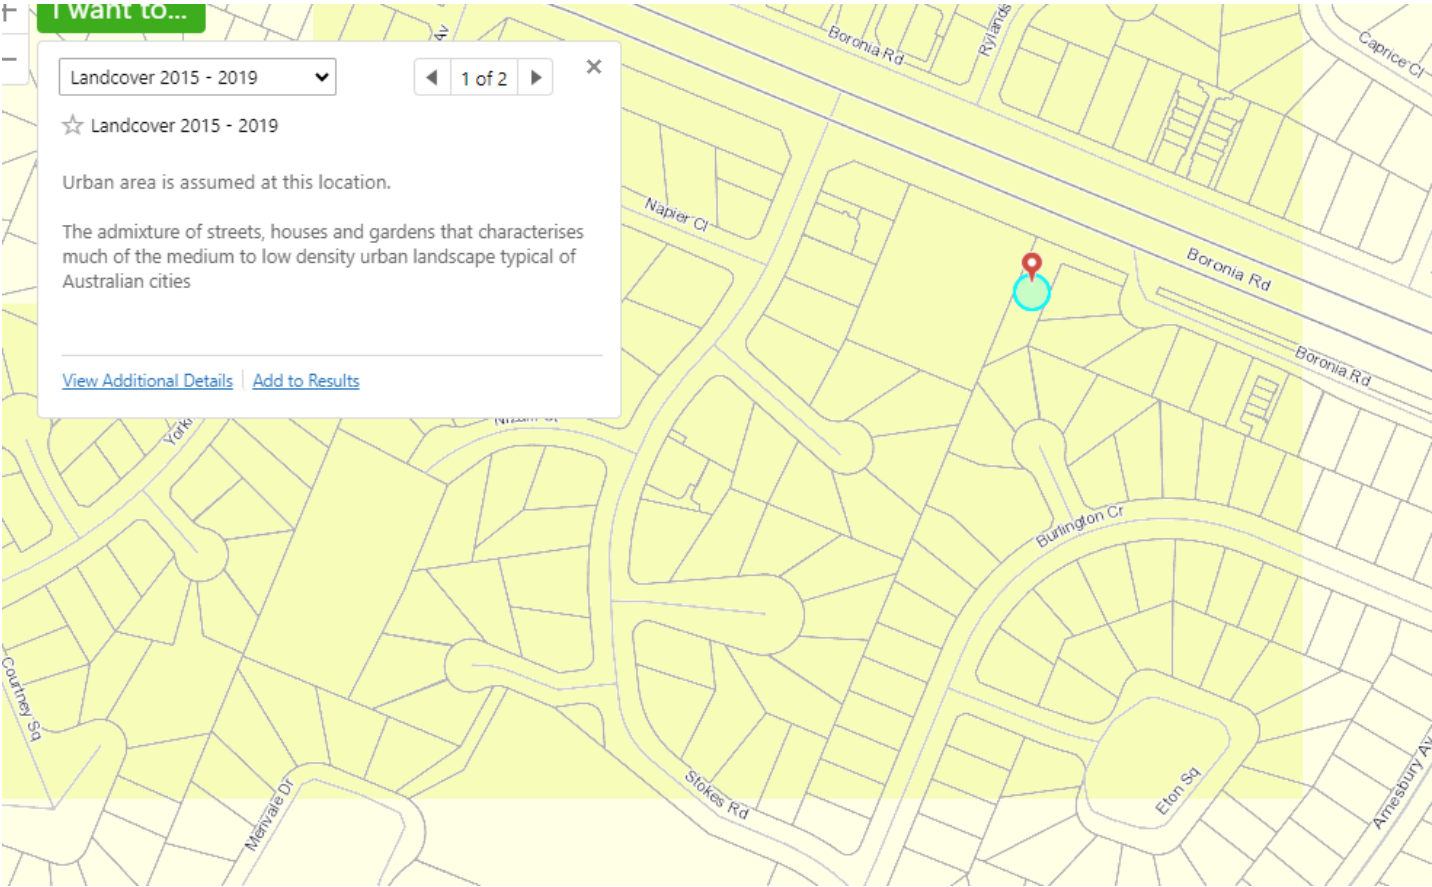 I want to...
Landcover 2015 - 2019
1 of 2
Landcover 2015 - 2019
Urban area is assumed at this location.
The admixture of streets, houses and gardens that characterises
much of the medium to low density urban landscape typical of
Australian cities
View Additional Details
Add to Results
Av
Boronia Rd
Rylands
Caprice Cl
Napier Cl
Boronia Rd
Boronia Rd
Burlington Cr
Courtney Sq
Merivale Dr
Stokes Rd
Eton Sq
Amesbury Av